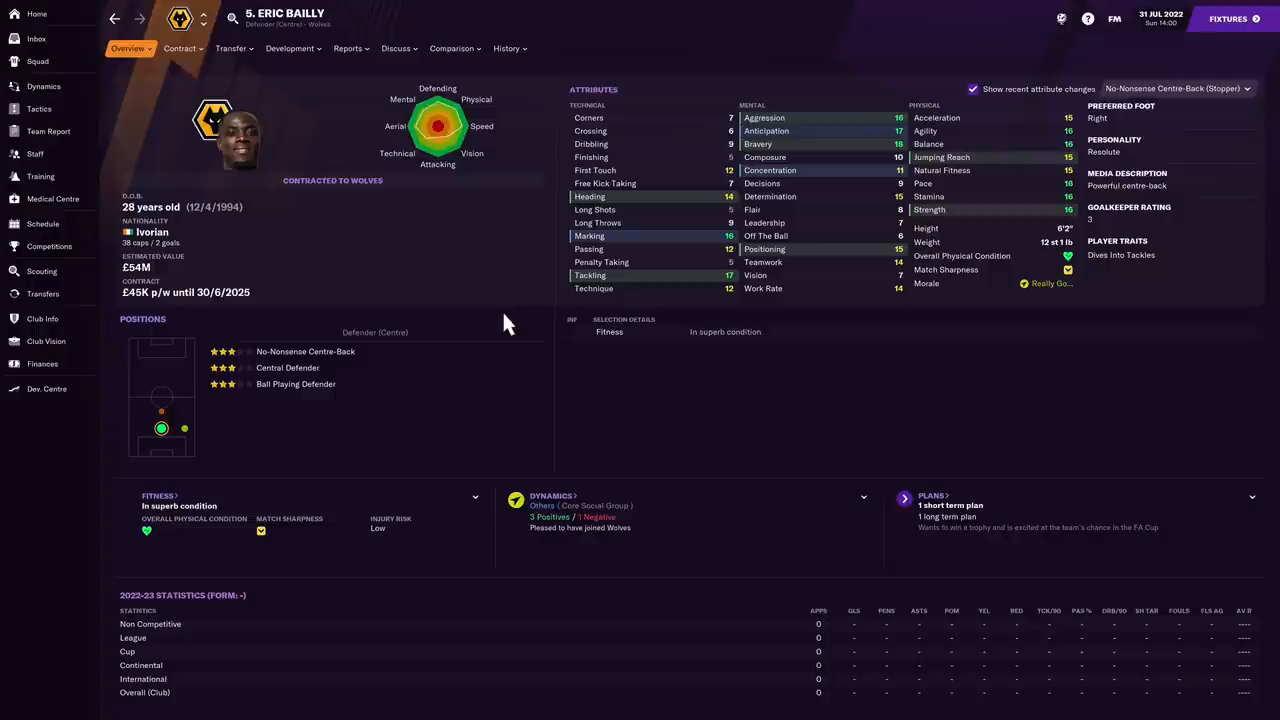 Home
Inbox
Squad
Dynamics
Tactics
Team Report
Staff
Training
Medical Centre
Schedule
Competitions
Scouting
Transfers
Club Info
Club Vision
Finances
Dev. Centre
5. ERIC BAILLY
Defender (Centre) - Wolves
FM
31 JUL 2022
Sun 14:00
FIXTURES
Overview Contract Transfer Development Reports Discuss Comparison History
Defending
Mental Physical
Aerial Speed
Technical Vision
Attacking
CONTRACTED TO WOLVES
D.O.B.
28 years old (12/4/1994)
NATIONALITY
Ivorian
38 caps / 2 goals
ESTIMATED VALUE
£54M
CONTRACT
£45K p/w until 30/6/2025
ATTRIBUTES
Show recent attribute changes
No-Nonsense Centre-Back (Stopper)
TECHNICAL
Corners 7
Crossing 6
Dribbling 9
Finishing 5
First Touch 12
Free Kick Taking 7
Heading 14
Long Shots 5
Long Throws 9
Marking 16
Passing 12
Penalty Taking 5
Tackling 17
Technique 12
MENTAL
Aggression 16
Anticipation 17
Bravery 18
Composure 10
Concentration 11
Decisions 9
Determination 15
Flair 8
Leadership 7
Off The Ball 6
Positioning 15
Teamwork 14
Vision 7
Work Rate 14
PHYSICAL
Acceleration 15
Agility 16
Balance 16
Jumping Reach 15
Natural Fitness 15
Pace 16
Stamina 16
Strength 16
Height 6'2"
Weight 12 st 1 lb
Overall Physical Condition
Match Sharpness
Morale Really Go...
PREFERRED FOOT
Right
PERSONALITY
Resolute
MEDIA DESCRIPTION
Powerful centre-back
GOALKEEPER RATING
3
PLAYER TRAITS
Dives Into Tackles
POSITIONS
Defender (Centre)
No-Nonsense Centre-Back
Central Defender
Ball Playing Defender
INF SELECTION DETAILS
Fitness In superb condition
FITNESS
In superb condition
OVERALL PHYSICAL CONDITION MATCH SHARPNESS INJURY RISK
Low
DYNAMICS
Others ( Core Social Group )
3 Positives / 1 Negative
Pleased to have joined Wolves
PLANS
1 short term plan
1 long term plan
Wants to win a trophy and is excited at the team's chance in the FA Cup
2022-23 STATISTICS (FORM: -)
STATISTICS APPS GLS PENS ASTS POM YEL RED TCK/90 PAS % DRB/90 SH TAR FOULS FLS AG AV R
Non Competitive 0 - - - - - - - - - - - - ----
League 0 - - - - - - - - - - - - ----
Cup 0 - - - - - - - - - - - - ----
Continental 0 - - - - - - - - - - - - ----
International 0 - - - - - - - - - - - - ----
Overall (Club) 0 - - - - - - - - - - - - ----